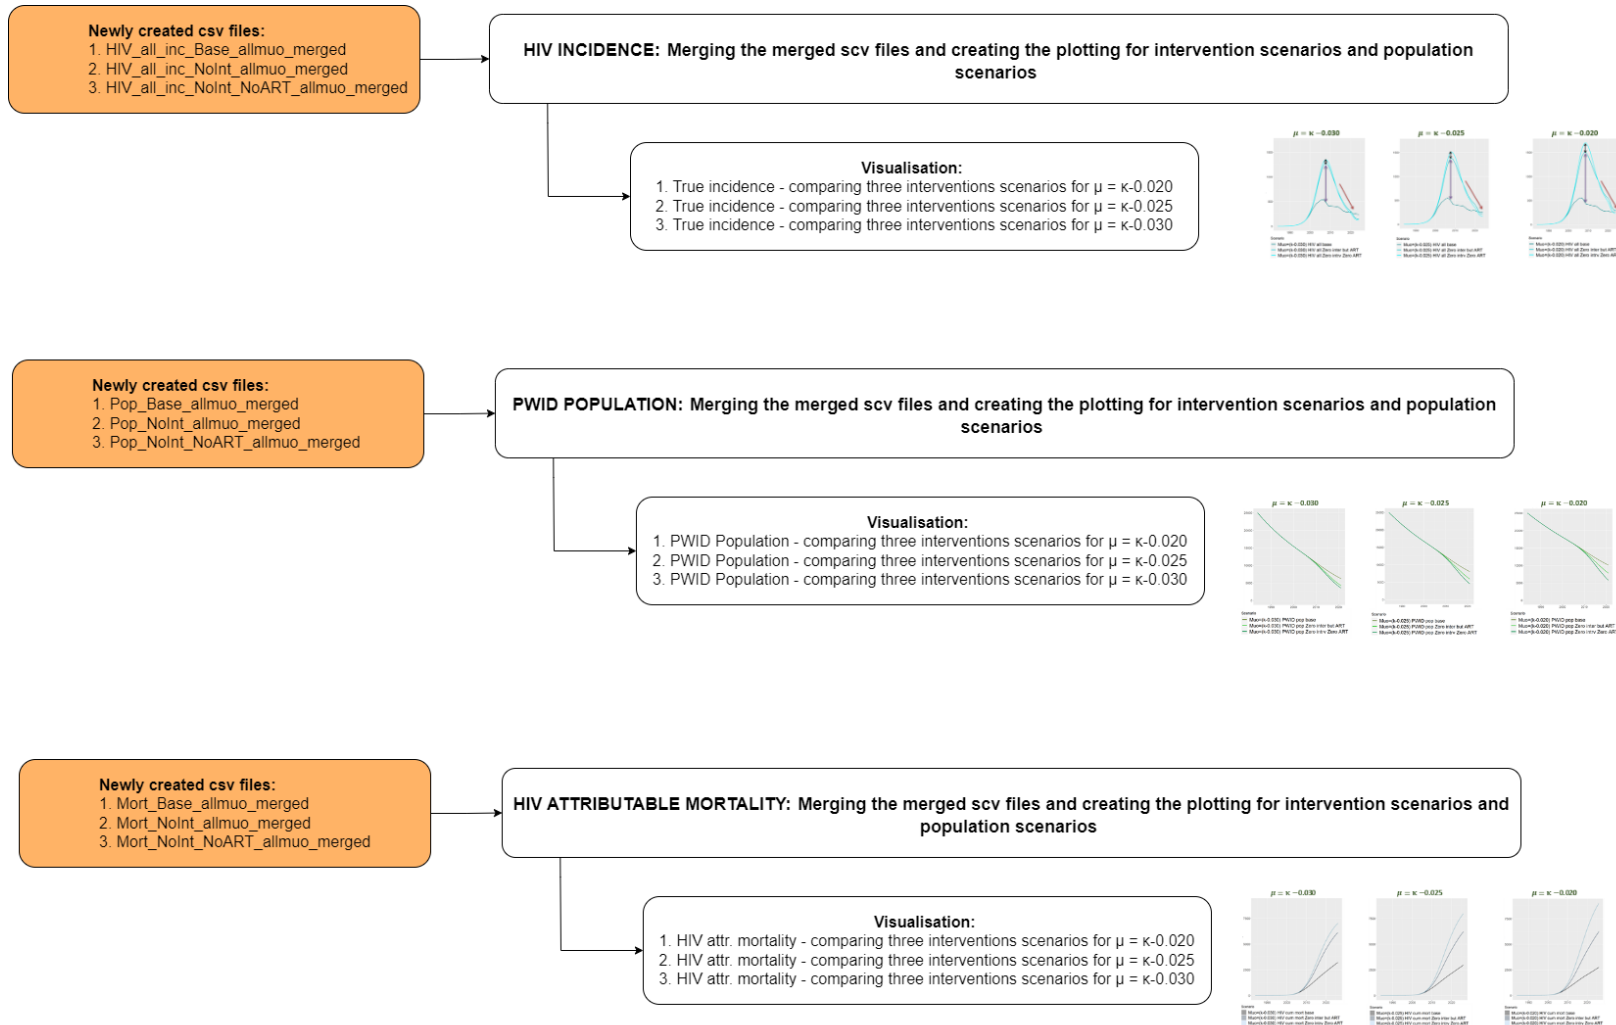 Newly created csv files:
1. HIV_all_inc_Base_allmuo_merged
2. HIV_all_inc_NoInt_allmuo_merged
3. HIV_all_inc_NoInt_NoART_allmuo_merged
HIV INCIDENCE: Merging the merged scv files and creating the plotting for intervention scenarios and population
scenarios
Visualisation:
1. True incidence - comparing three interventions scenarios for μ = κ-0.020
2. True incidence - comparing three interventions scenarios for μ = κ-0.025
3. True incidence - comparing three interventions scenarios for μ = κ-0.030
μ = κ −0.030
μ = κ −0.025
μ = κ −0.020
Newly created csv files:
1. Pop_Base_allmuo_merged
2. Pop_NoInt_allmuo_merged
3. Pop_NoInt_NoART_allmuo_merged
PWID POPULATION: Merging the merged scv files and creating the plotting for intervention scenarios and population
scenarios
Visualisation:
1. PWID Population - comparing three interventions scenarios for μ = κ-0.020
2. PWID Population - comparing three interventions scenarios for μ = κ-0.025
3. PWID Population - comparing three interventions scenarios for μ = κ-0.030
μ = κ −0.030
μ = κ −0.025
μ = κ −0.020
Newly created csv files:
1. Mort_Base_allmuo_merged
2. Mort_NoInt_allmuo_merged
3. Mort_NoInt_NoART_allmuo_merged
HIV ATTRIBUTABLE MORTALITY: Merging the merged scv files and creating the plotting for intervention scenarios and
population scenarios
Visualisation:
1. HIV attr. mortality - comparing three interventions scenarios for μ = κ-0.020
2. HIV attr. mortality - comparing three interventions scenarios for μ = κ-0.025
3. HIV attr. mortality - comparing three interventions scenarios for μ = κ-0.030
μ = κ −0.030
μ = κ −0.025
μ = κ −0.020